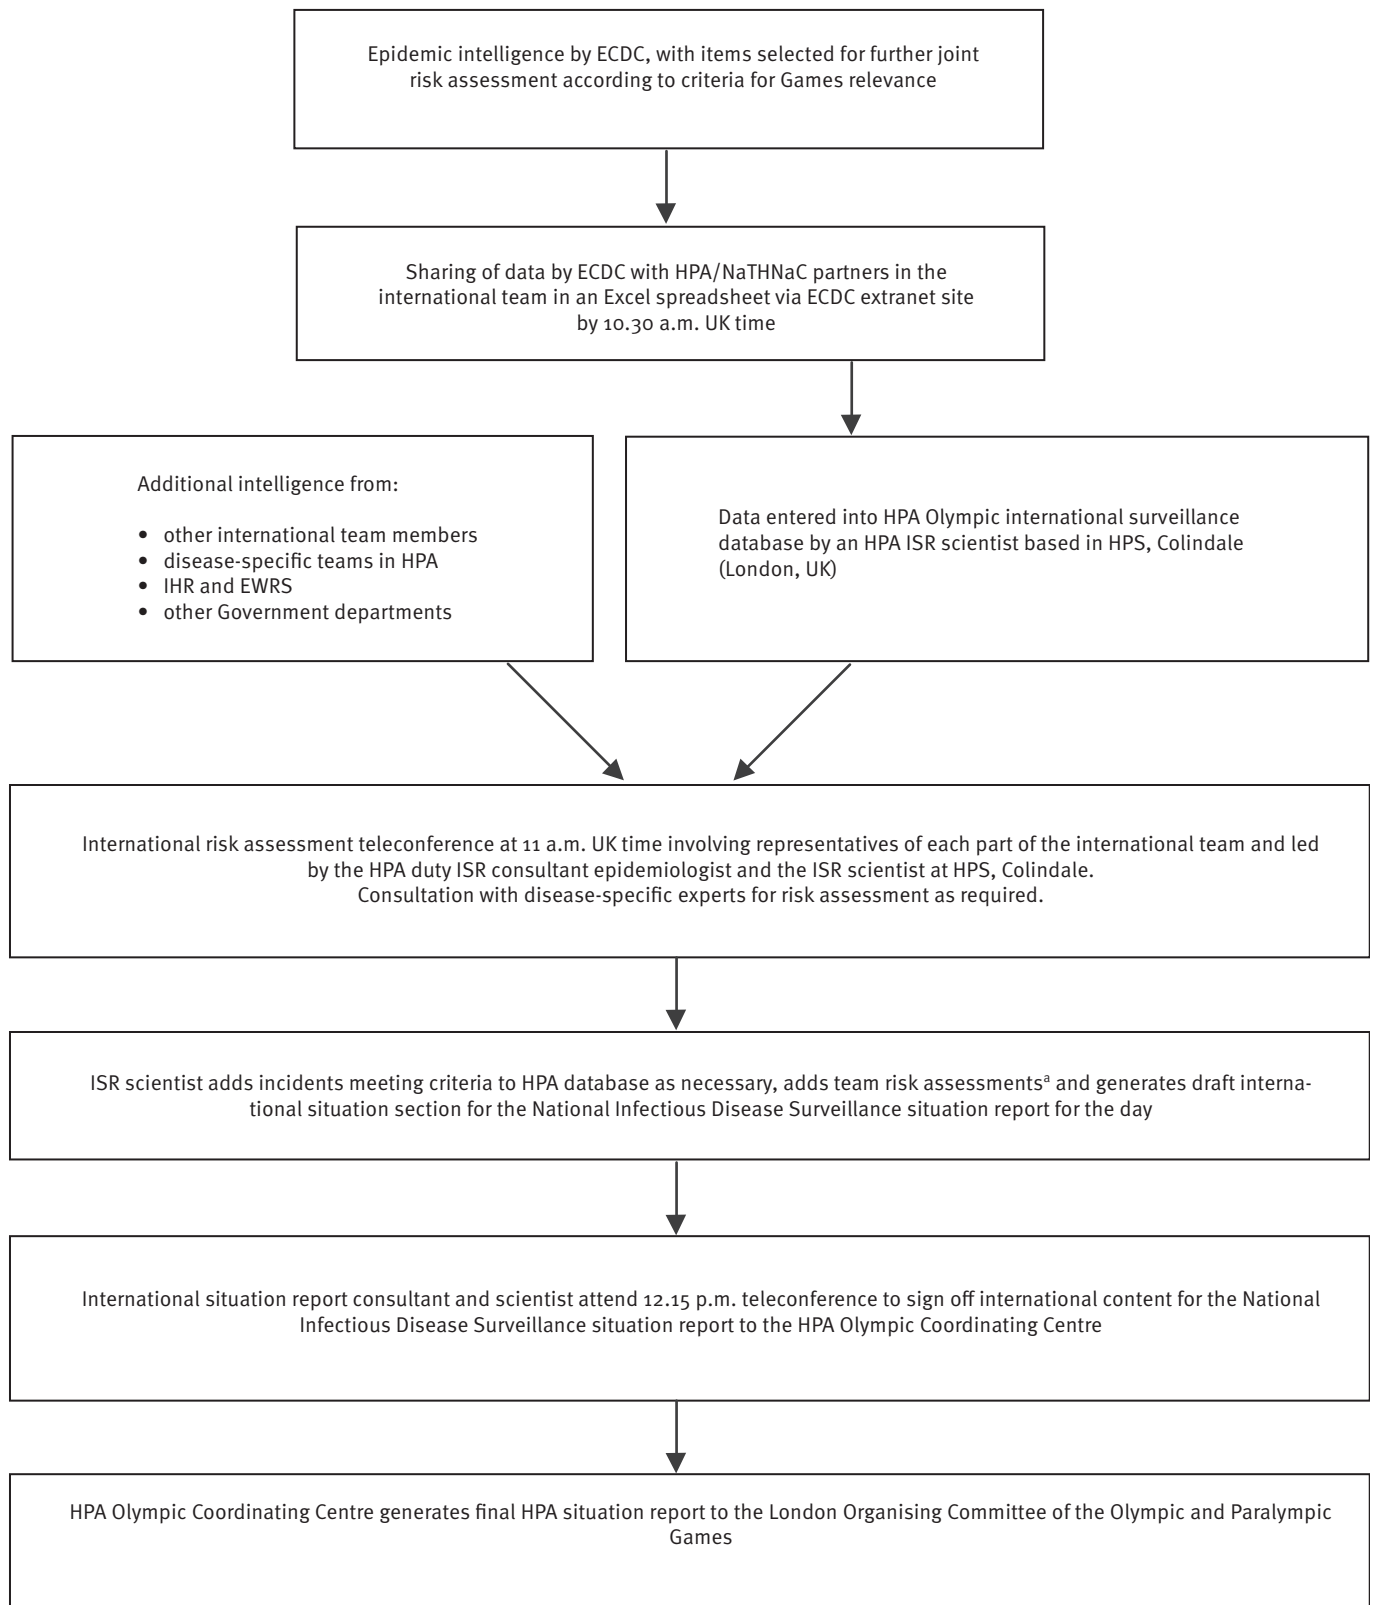 Epidemic intelligence by ECDC, with items selected for further joint
risk assessment according to criteria for Games relevance
Sharing of data by ECDC with HPA/NaTHNaC partners in the
international team in an Excel spreadsheet via ECDC extranet site
by 10.30 a.m. UK time
Additional intelligence from:
• other international team members
• disease-specific teams in HPA
• IHR and EWRS
• other Government departments
Data entered into HPA Olympic international surveillance
database by an HPA ISR scientist based in HPS, Colindale
(London, UK)
International risk assessment teleconference at 11 a.m. UK time involving representatives of each part of the international team and led
by the HPA duty ISR consultant epidemiologist and the ISR scientist at HPS, Colindale.
Consultation with disease-specific experts for risk assessment as required.
ISR scientist adds incidents meeting criteria to HPA database as necessary, adds team risk assessmentsᵃ and generates draft interna-
tional situation section for the National Infectious Disease Surveillance situation report for the day
International situation report consultant and scientist attend 12.15 p.m. teleconference to sign off international content for the National
Infectious Disease Surveillance situation report to the HPA Olympic Coordinating Centre
HPA Olympic Coordinating Centre generates final HPA situation report to the London Organising Committee of the Olympic and Paralympic
Games